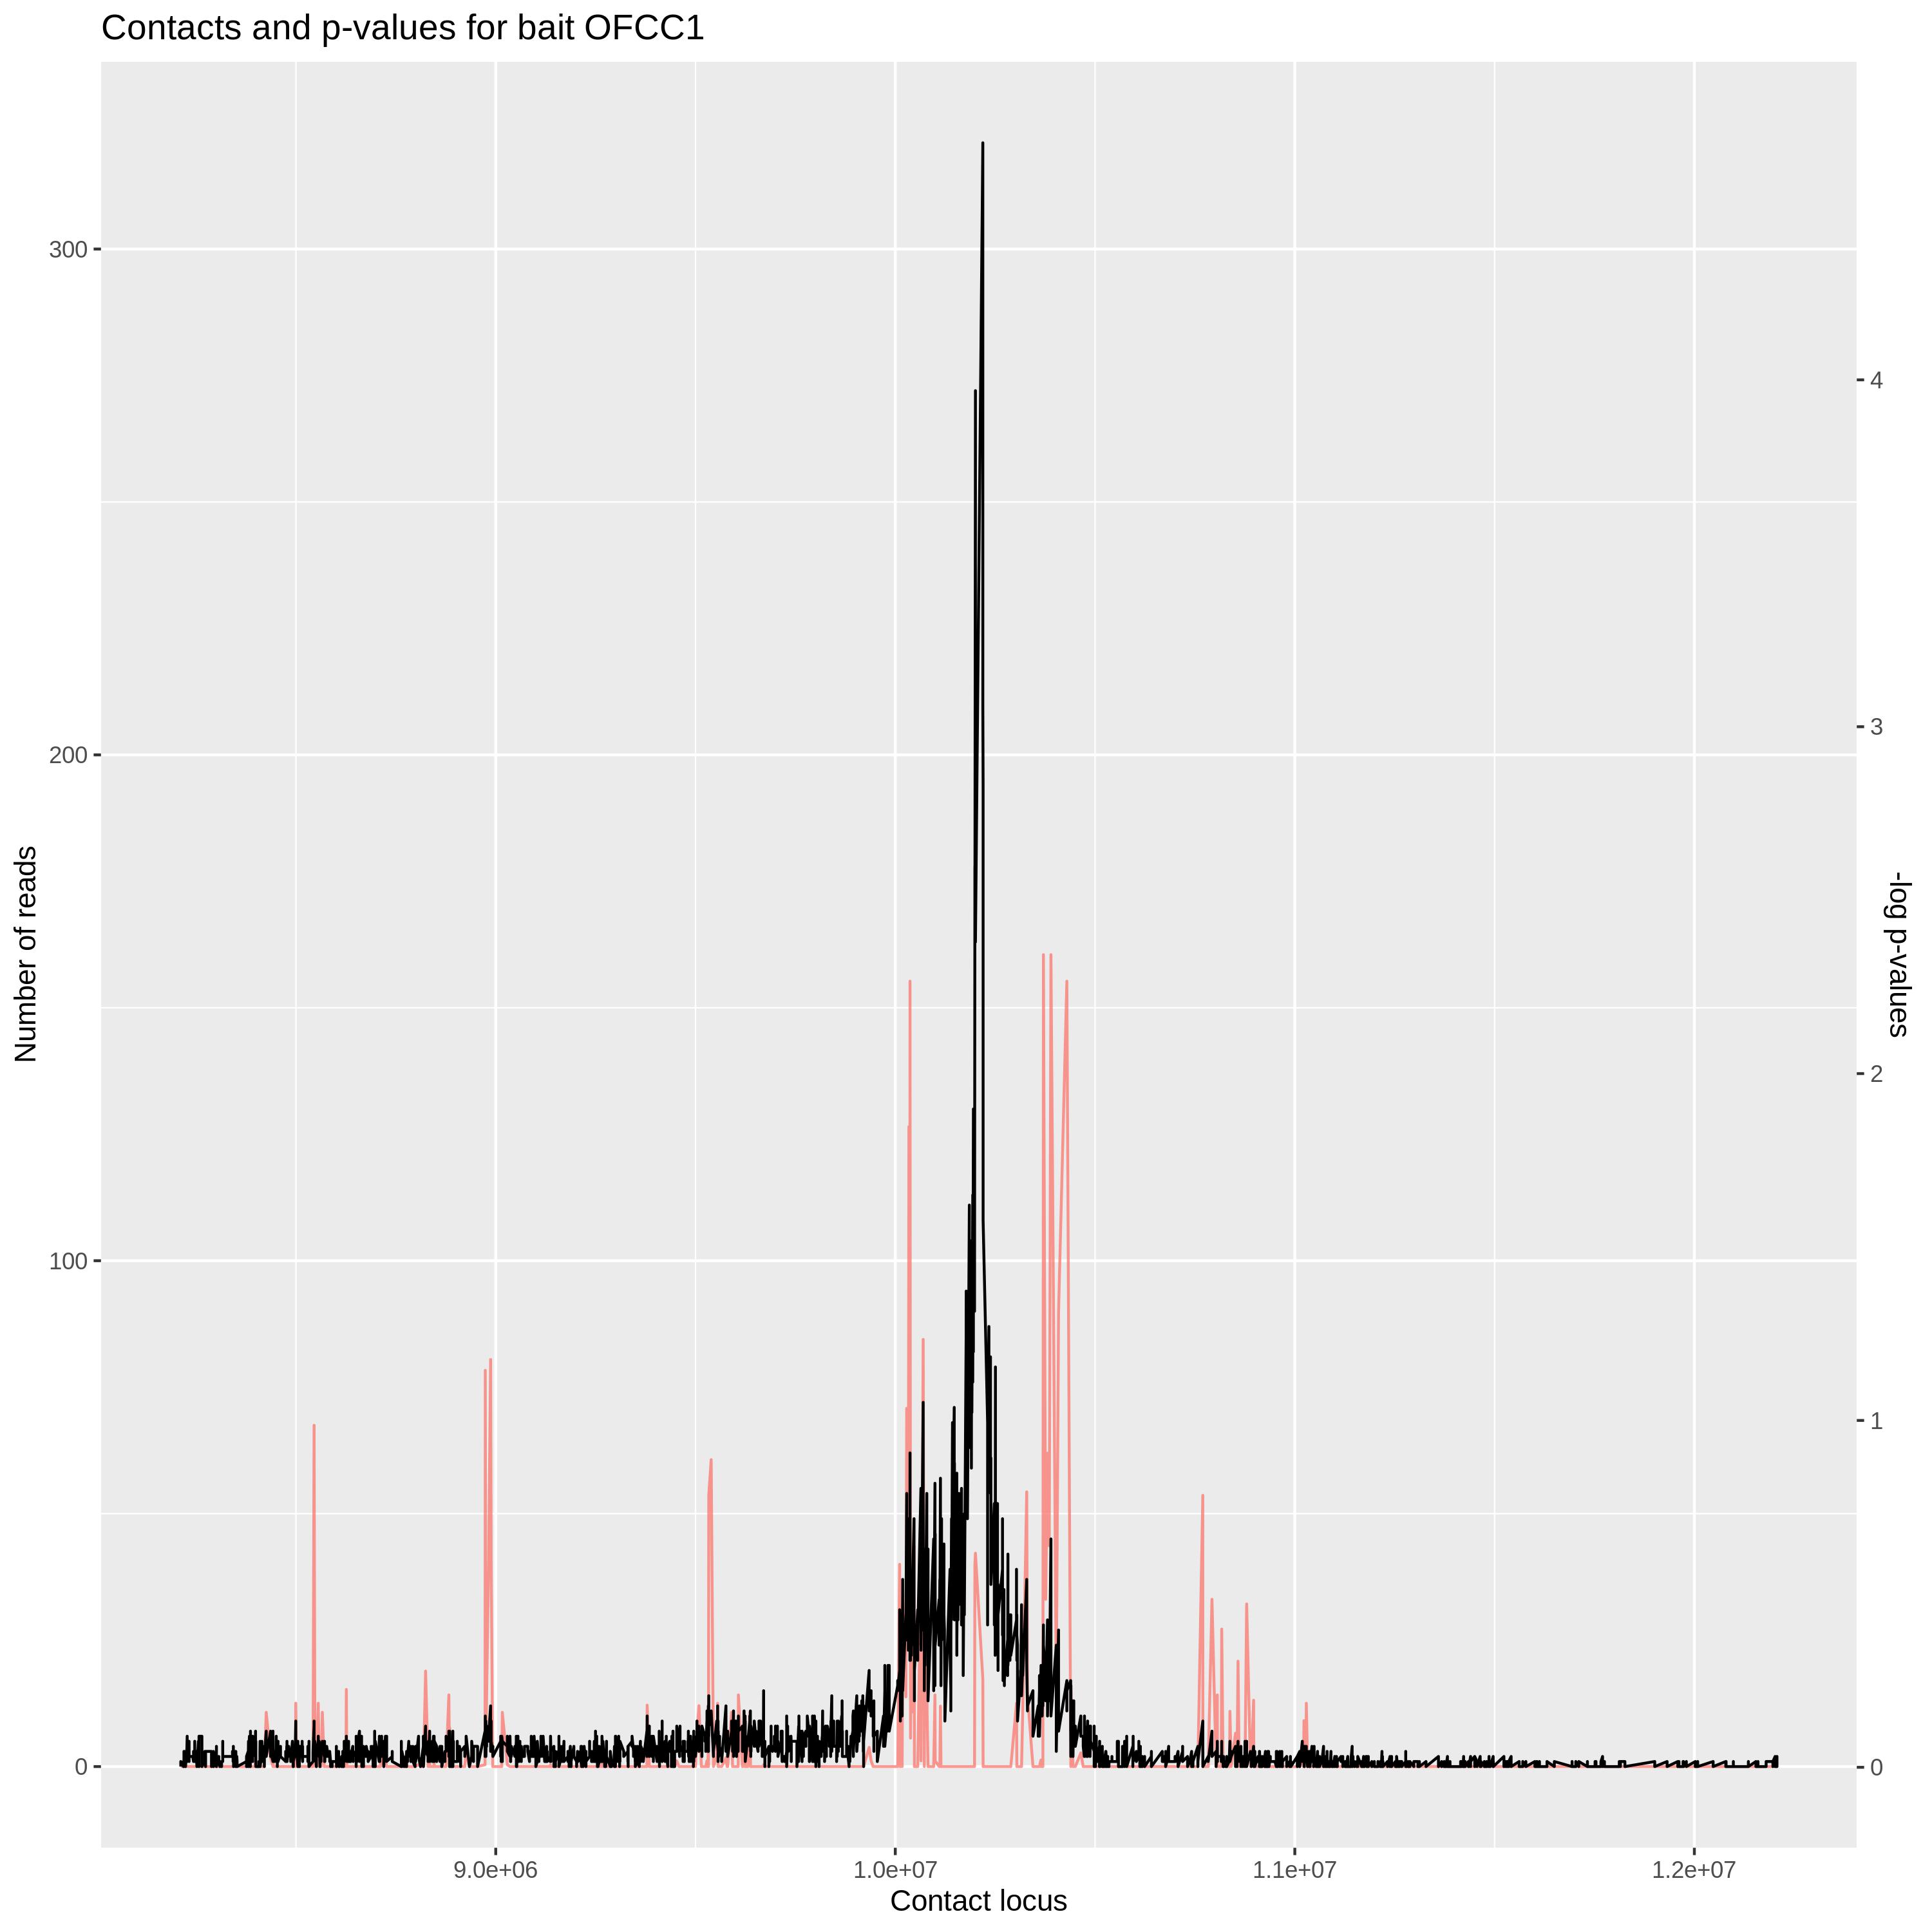 Contacts and p-values for bait OFCC1
300
200
100
0
4
3
2
1
0
Number of reads
-log p-values
9.0e+06
1.0e+07
1.1e+07
1.2e+07
Contact locus